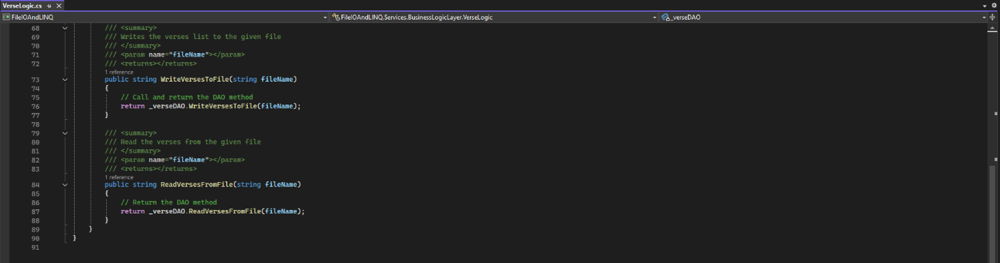 VerseLogic.cs
FileIOAndLINQ FileIOAndLINQ.Services.BusinessLogicLayer.VerseLogic _verseDAO
68 /// <summary>
69 /// Writes the verses list to the given file
70 /// </summary>
71 /// <param name="fileName"></param>
72 /// <returns></returns>
1 reference
73 public string WriteVersesToFile(string fileName)
74 {
75 // Call and return the DAO method
76 return _verseDAO.WriteVersesToFile(fileName);
77 }
78
79 /// <summary>
80 /// Read the verses from the given file
81 /// </summary>
82 /// <param name="fileName"></param>
83 /// <returns></returns>
1 reference
84 public string ReadVersesFromFile(string fileName)
85 {
86 // Return the DAO method
87 return _verseDAO.ReadVersesFromFile(fileName);
88 }
89 }
90 }
91